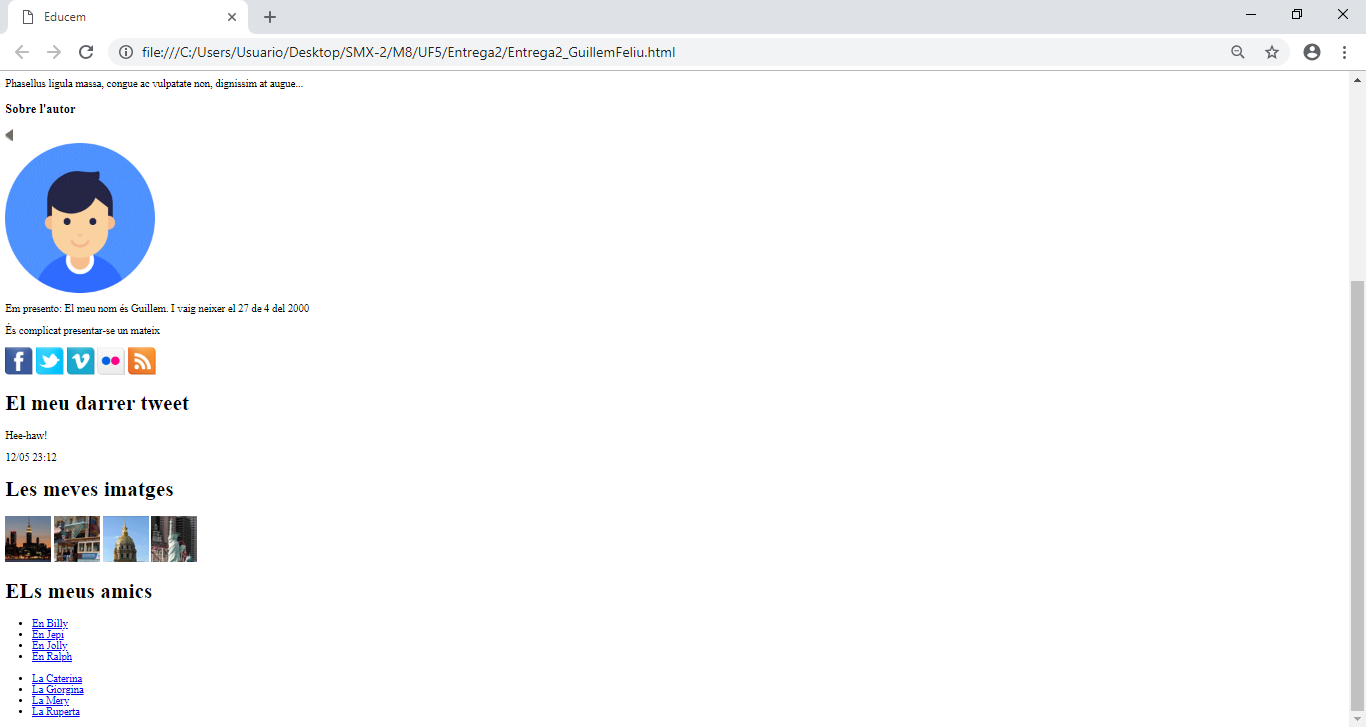 Educem
file:///C:/Users/Usuario/Desktop/SMX-2/M8/UF5/Entrega2/Entrega2_GuillemFeliu.html
Phasellus ligula massa, congue ac vulpatate non, dignissim at augue...
Sobre l'autor
Em presento: El meu nom és Guillem. I vaig neixer el 27 de 4 del 2000
És complicat presentar-se un mateix
El meu darrer tweet
Hee-haw!
12/05 23:12
Les meves imatges
ELs meus amics
En Billy
En Jepi
En Jolly
En Ralph
La Caterina
La Giorgina
La Mery
La Ruperta